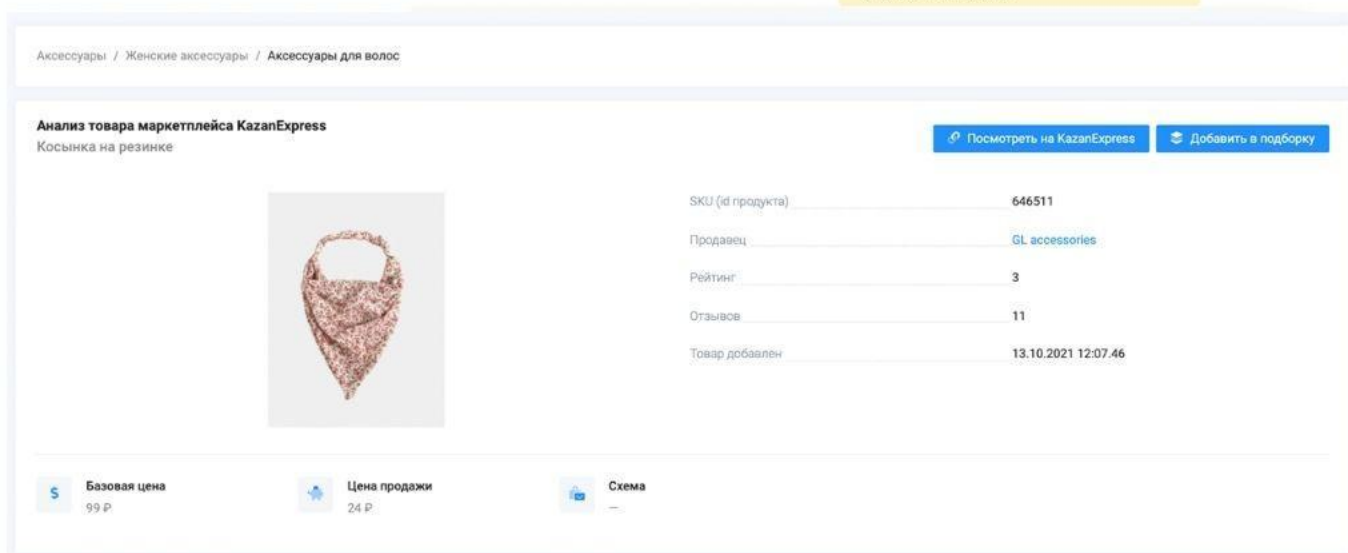 Аксессуары / Женские аксессуары / Аксессуары для волос
Анализ товара маркетплейса KazanExpress
Косынка на резинке
Посмотреть на KazanExpress
Добавить в подборку
SKU (id продукта) 646511
Продавец GL accessories
Рейтинг 3
Отзывов 11
Товар добавлен 13.10.2021 12:07.46
$ Базовая цена
99 ₽
Цена продажи
24 ₽
Схема
—